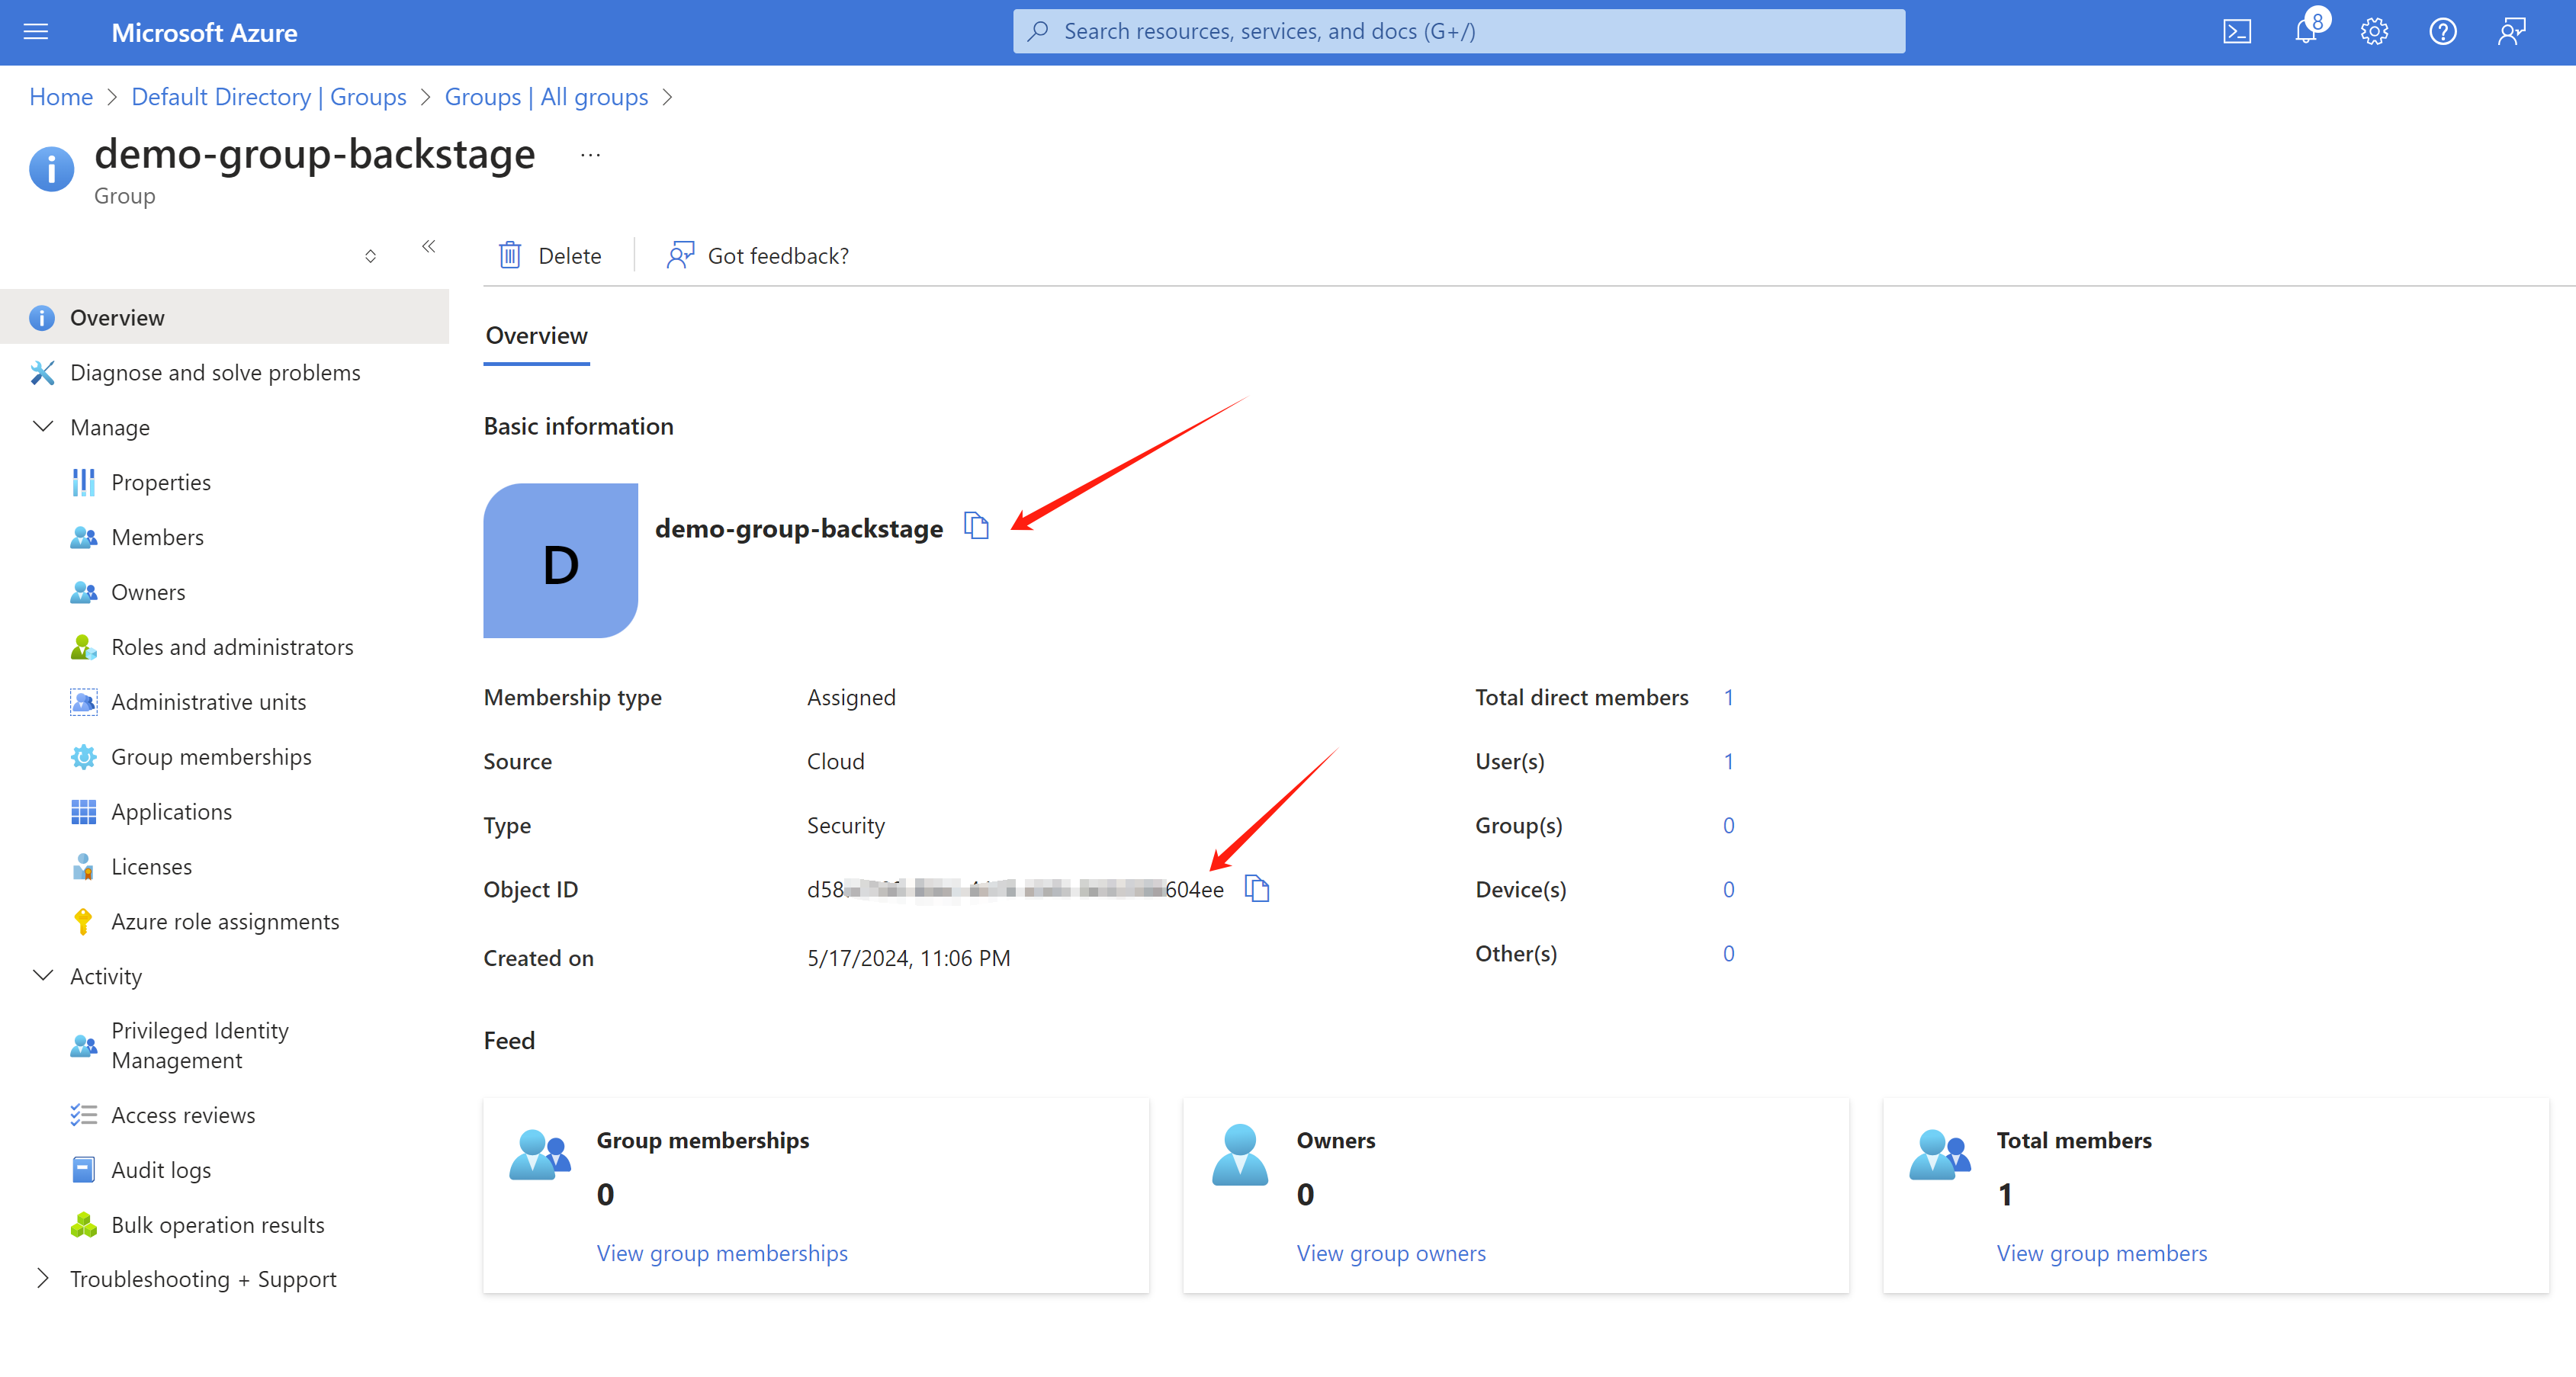 Microsoft Azure
Search resources, services, and docs (G+/)
8
Home > Default Directory | Groups > Groups | All groups >
demo-group-backstage ...
Group
Delete
Got feedback?
Overview
Diagnose and solve problems
Manage
Properties
Members
Owners
Roles and administrators
Administrative units
Group memberships
Applications
Licenses
Azure role assignments
Activity
Privileged Identity
Management
Access reviews
Audit logs
Bulk operation results
Troubleshooting + Support
Overview
Basic information
D
demo-group-backstage
Membership type Assigned
Source Cloud
Type Security
Object ID d58 604ee
Created on 5/17/2024, 11:06 PM
Total direct members 1
User(s) 1
Group(s) 0
Device(s) 0
Other(s) 0
Feed
Group memberships
0
View group memberships
Owners
0
View group owners
Total members
1
View group members